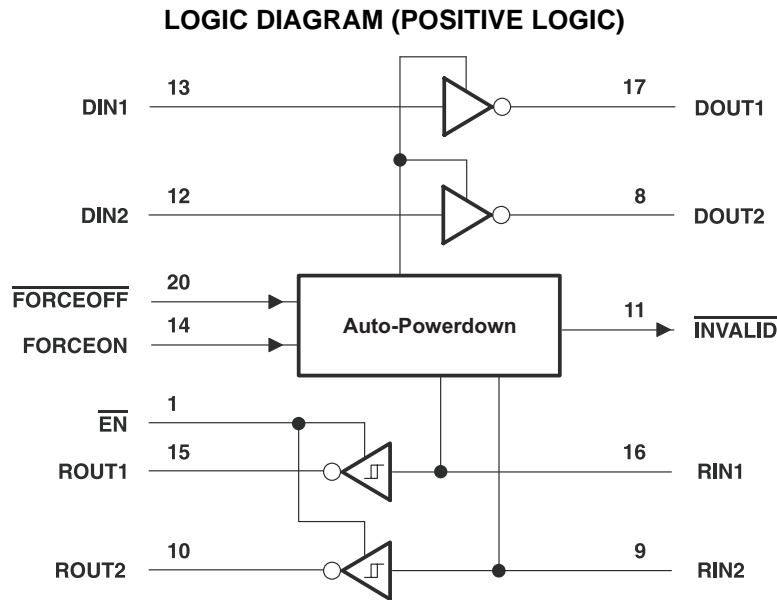 LOGIC DIAGRAM (POSITIVE LOGIC)
DIN1 13 17 DOUT1
DIN2 12 8 DOUT2
FORCEOFF 20
FORCEON 14
Auto-Powerdown
11 INVALID
EN 1
ROUT1 15 16 RIN1
ROUT2 10 9 RIN2